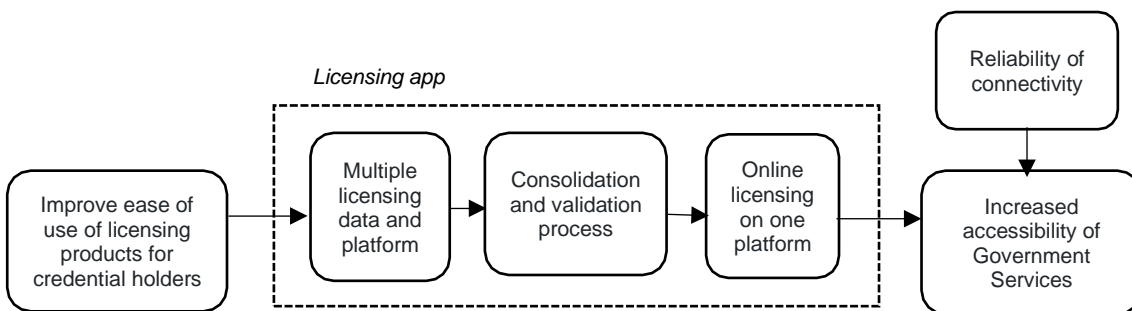 Licensing app
Reliability of
connectivity
Improve ease of
use of licensing
products for
credential holders
Multiple
licensing
data and
platform
Consolidation
and validation
process
Online
licensing
on one
platform
Increased
accessibility of
Government
Services